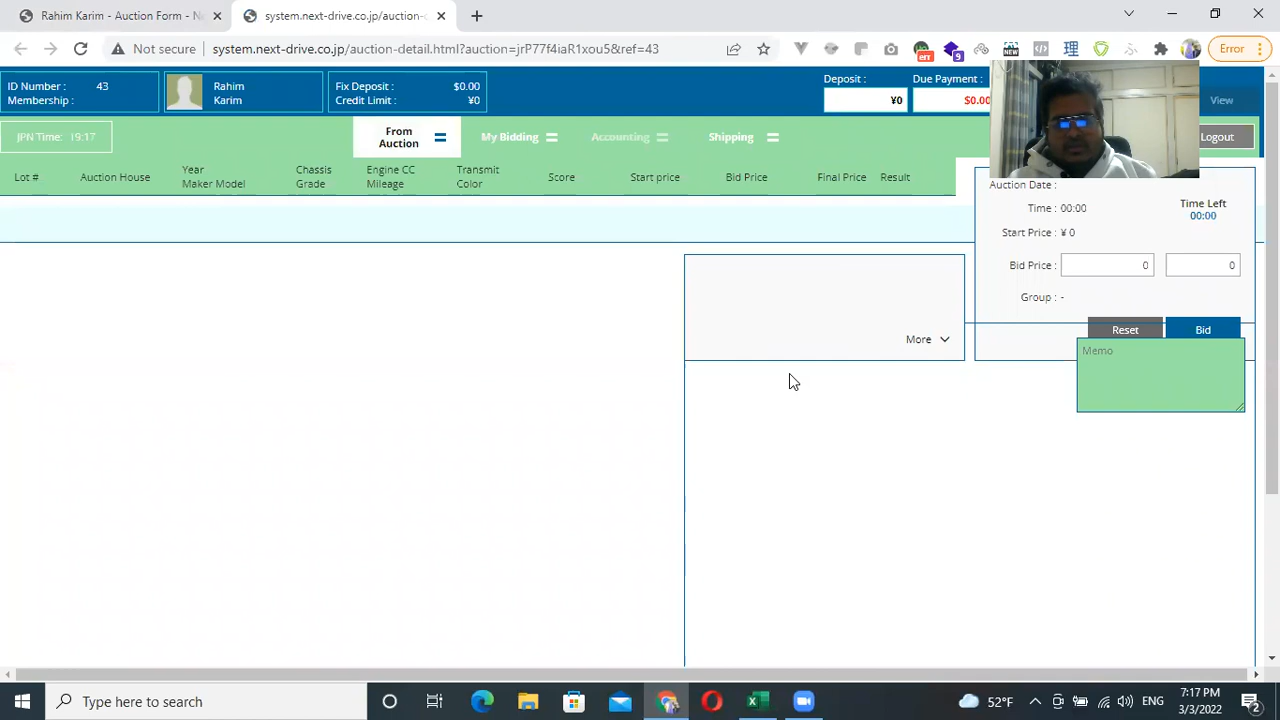 Rahim Karim - Auction Form - N
system.next-drive.co.jp/auction-d
Not secure
system.next-drive.co.jp/auction-detail.html?auction=jrP77f4iaR1xou5&ref=43
err
9
NEW
理
Error
ID Number : 43
Membership :
Rahim
Karim
Fix Deposit : $0.00
Credit Limit : ¥0
Deposit :
¥0
Due Payment :
$0.00
View
JPN Time: 19:17
From
Auction
My Bidding
Accounting
Shipping
Logout
Lot #
Auction House
Year
Maker Model
Chassis
Grade
Engine CC
Mileage
Transmit
Color
Score
Start price
Bid Price
Final Price
Result
Auction Date :
Time : 00:00
Time Left
00:00
Start Price : ¥ 0
Bid Price : 0 0
Group : -
Reset Bid
More
Memo
Type here to search
52°F
ENG
7:17 PM
3/3/2022
2